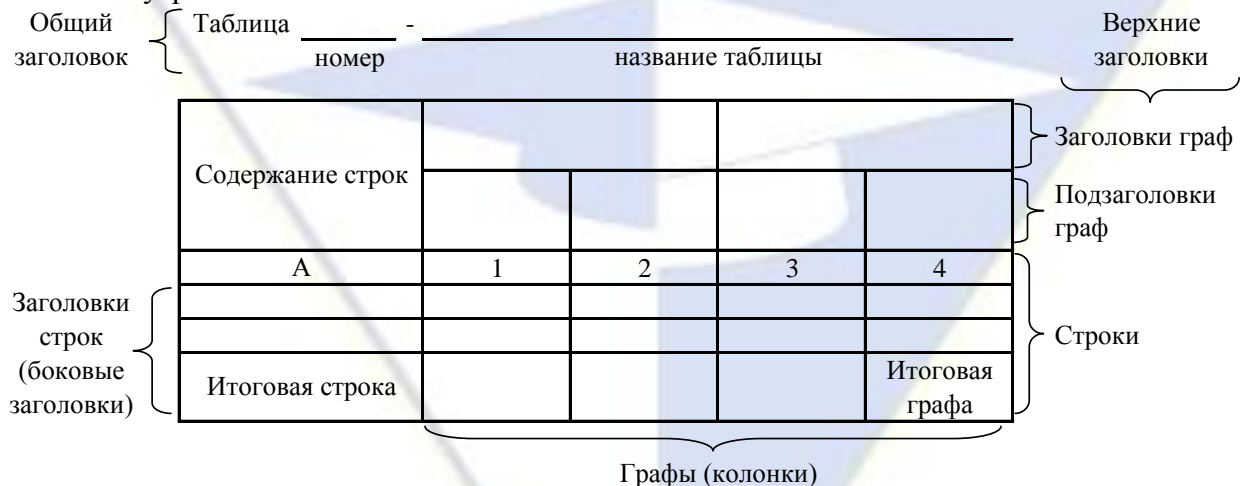 Общий
заголовок
Таблица -
номер
название таблицы
Верхние
заголовки
Содержание строк
Заголовки граф
Подзаголовки
граф
А 1 2 3 4
Заголовки
строк
(боковые
заголовки)
Строки
Итоговая строка
Итоговая
графа
Графы (колонки)